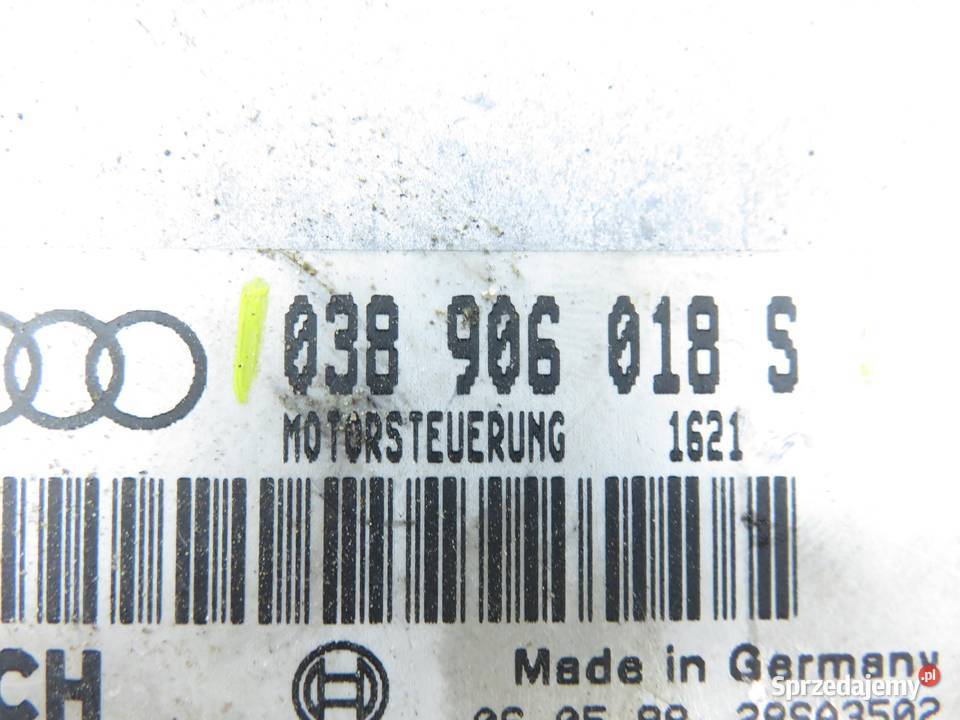 038 906 018 S
MOTORSTEUERUNG 1621
CH
Made in Germany
Sprzedajemy.pl